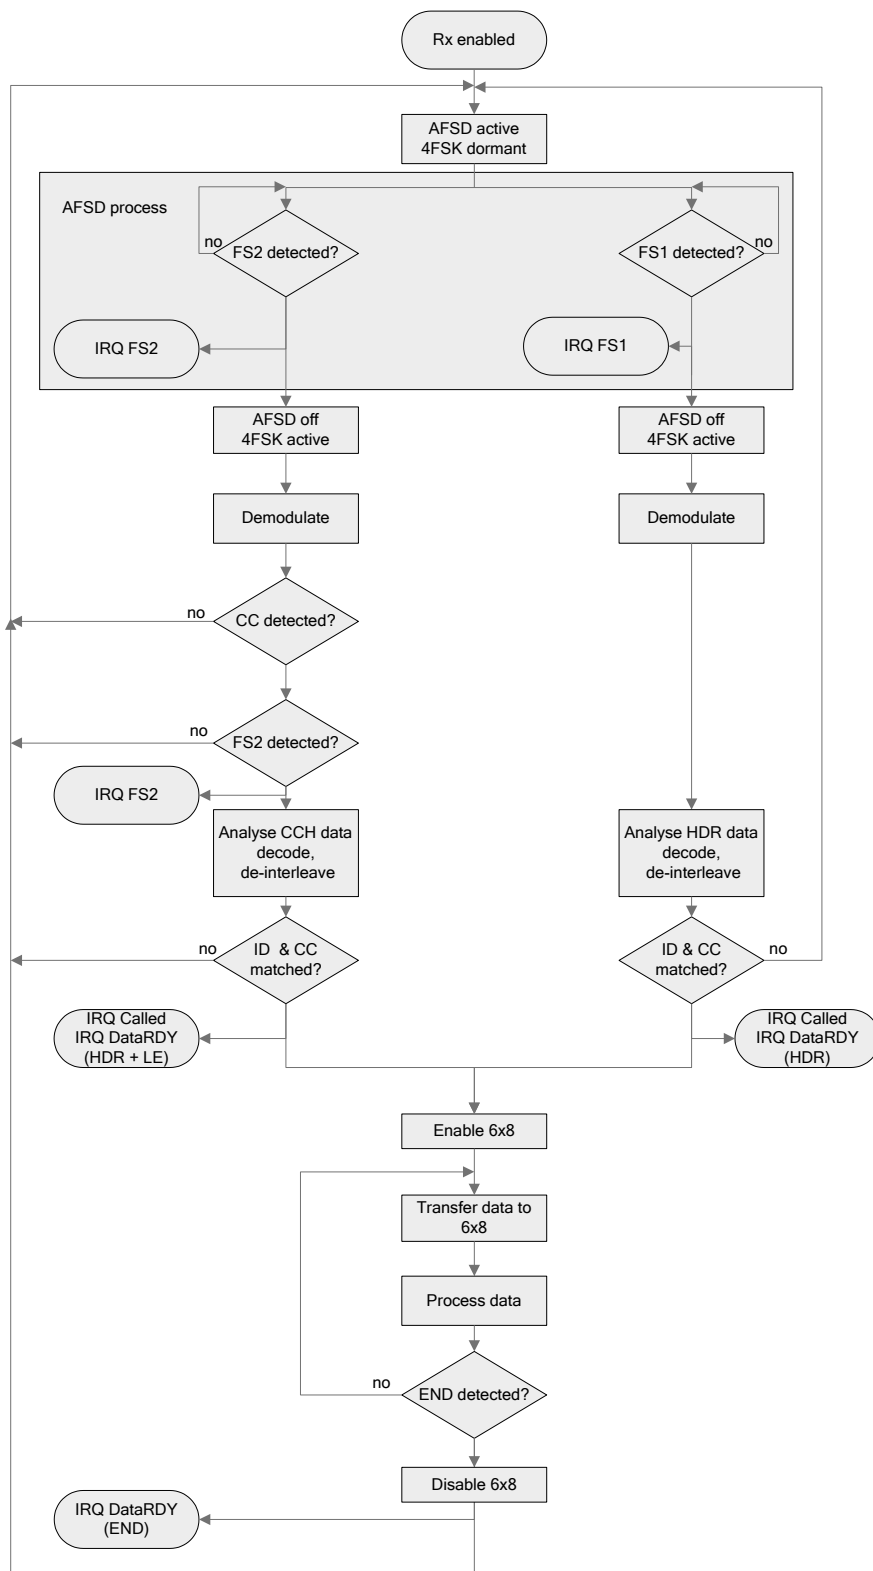 Rx enabled
AFSD active
4FSK dormant
AFSD process
no
FS2 detected?
FS1 detected?
no
IRQ FS2
IRQ FS1
AFSD off
4FSK active
AFSD off
4FSK active
Demodulate
Demodulate
no
CC detected?
no
FS2 detected?
IRQ FS2
Analyse CCH data
decode,
de-interleave
Analyse HDR data
decode,
de-interleave
no
ID & CC
matched?
ID & CC
matched?
no
IRQ Called
IRQ DataRDY
(HDR + LE)
IRQ Called
IRQ DataRDY
(HDR)
Enable 6x8
Transfer data to
6x8
Process data
no
END detected?
Disable 6x8
IRQ DataRDY
(END)